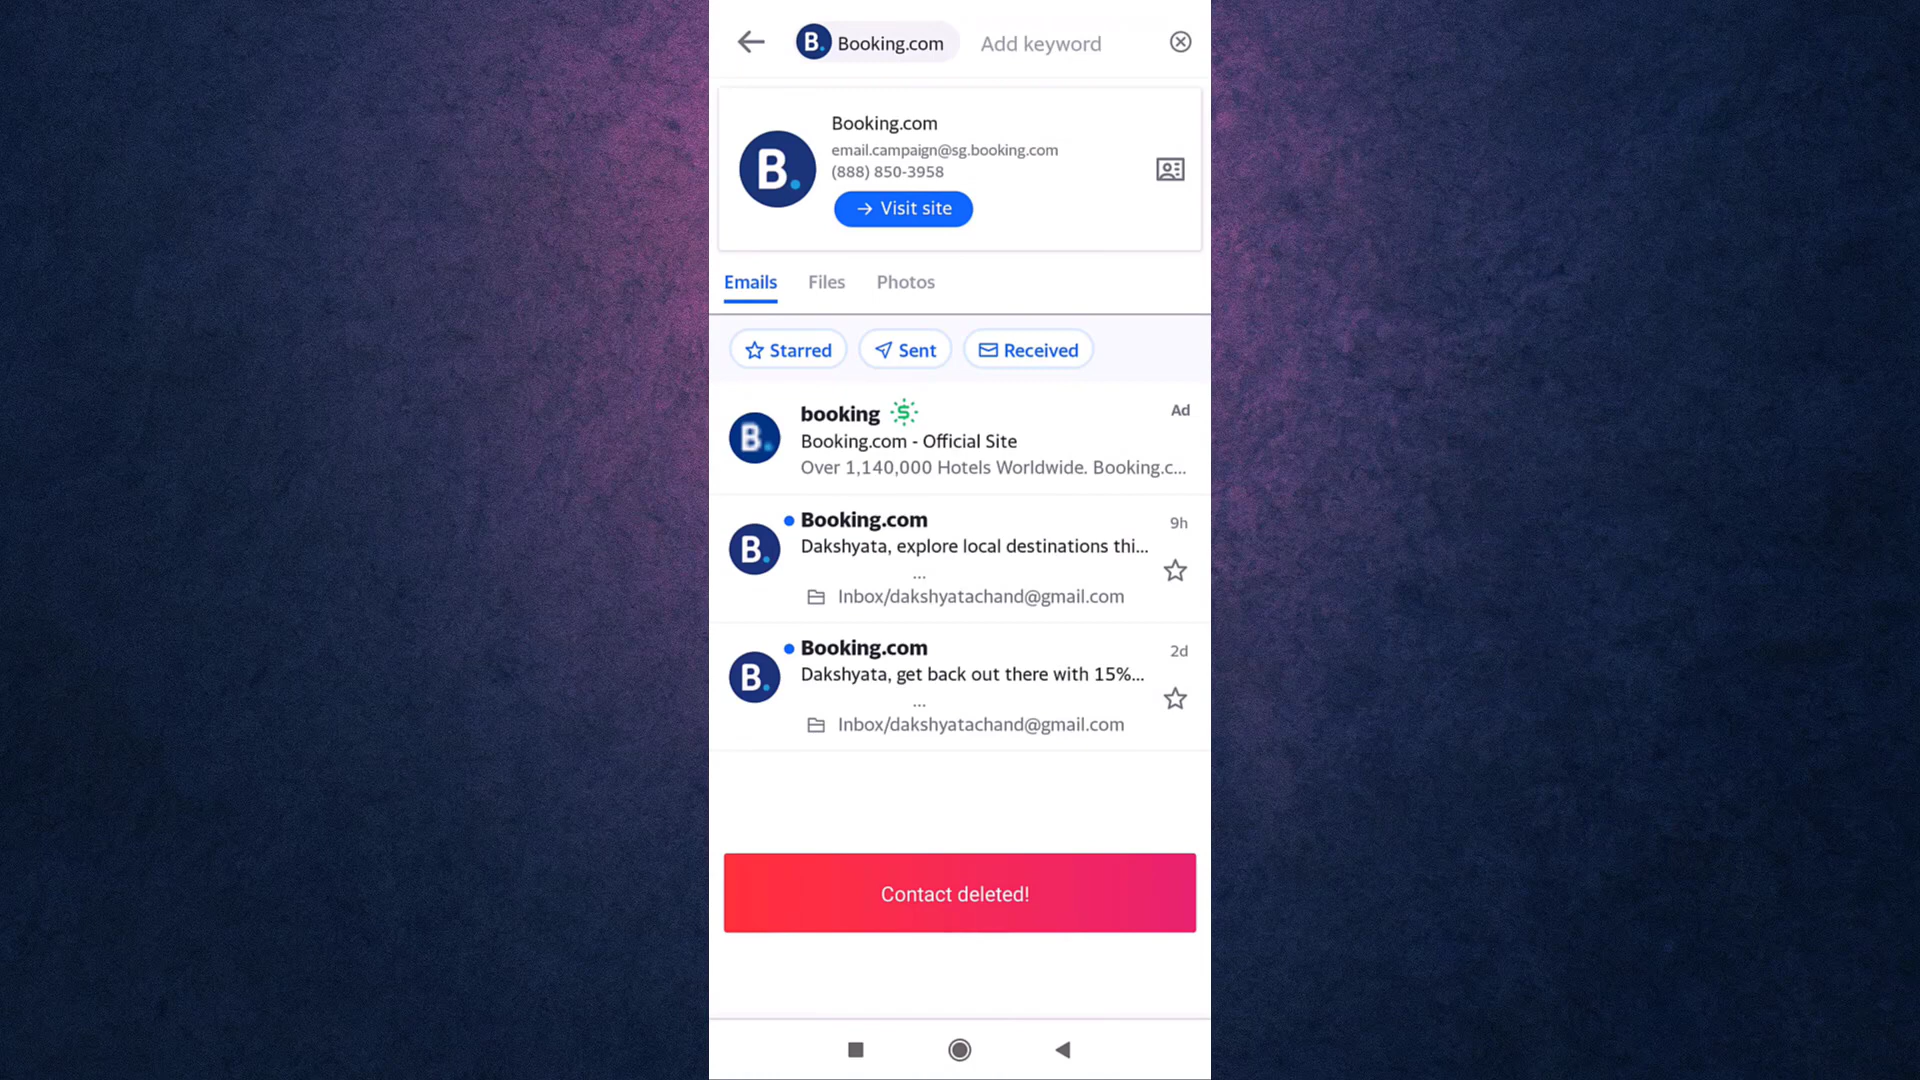 B. Booking.com Add keyword
Booking.com
email.campaign@sg.booking.com
(888) 850-3958
B.
→ Visit site
Emails Files Photos
Starred Sent Received
booking Ad
B. Booking.com - Official Site
Over 1,140,000 Hotels Worldwide. Booking.c...
Booking.com 9h
B. Dakshyata, explore local destinations thi...
...
Inbox/dakshyatachand@gmail.com
Booking.com 2d
B. Dakshyata, get back out there with 15%...
...
Inbox/dakshyatachand@gmail.com
Contact deleted!